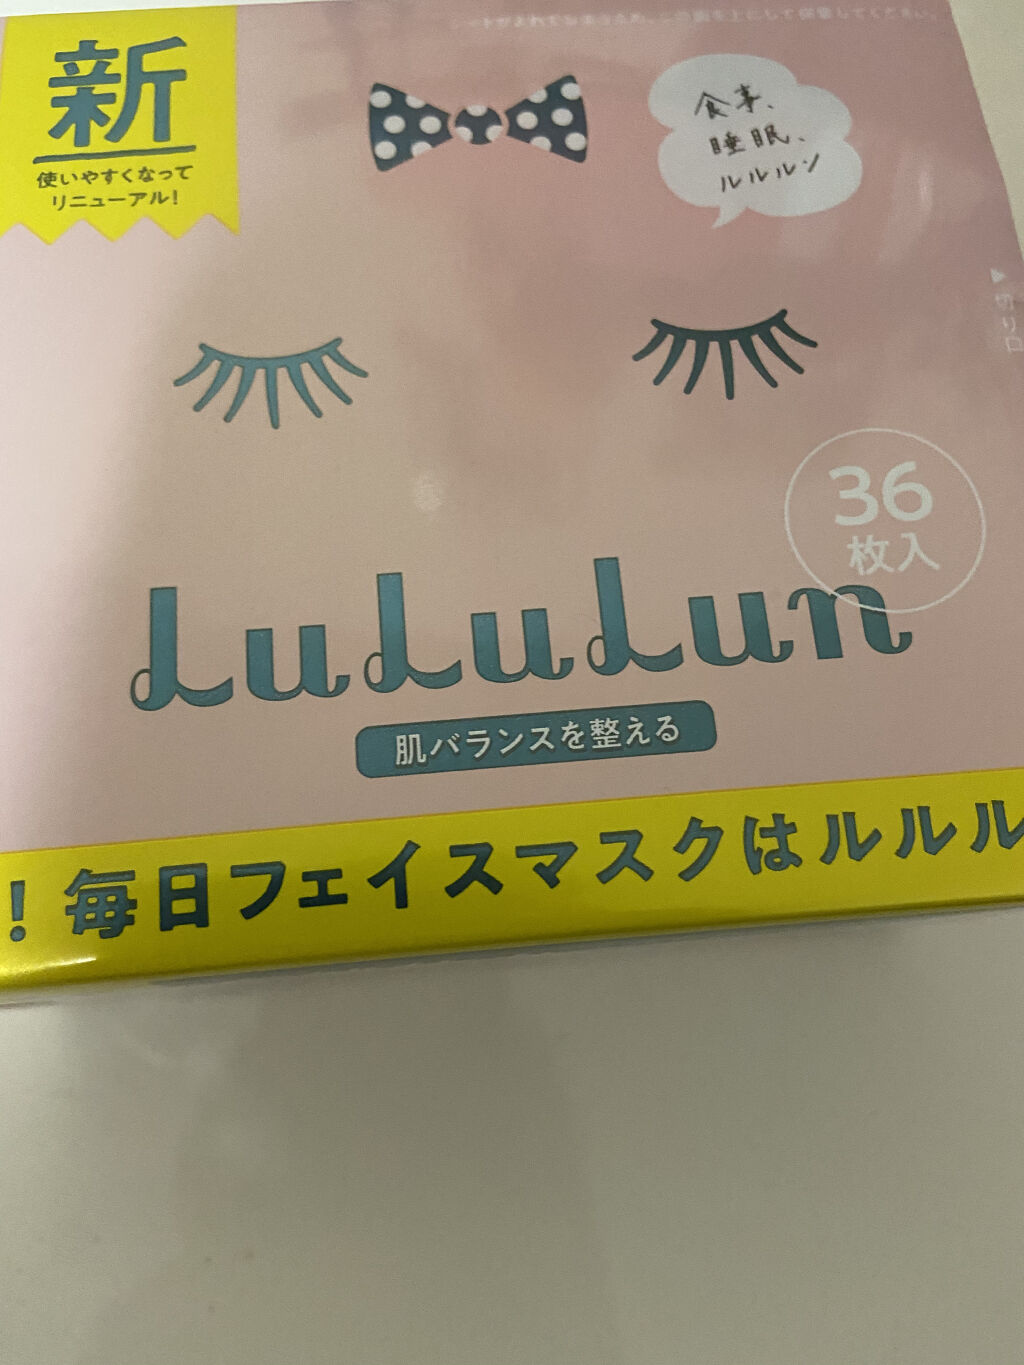 新
使いやすくなって
リニューアル!
食事、
睡眠、
ルルルン
切り口
36
枚入
LuLuLun
肌バランスを整える
! 毎日フェイスマスクはルルル